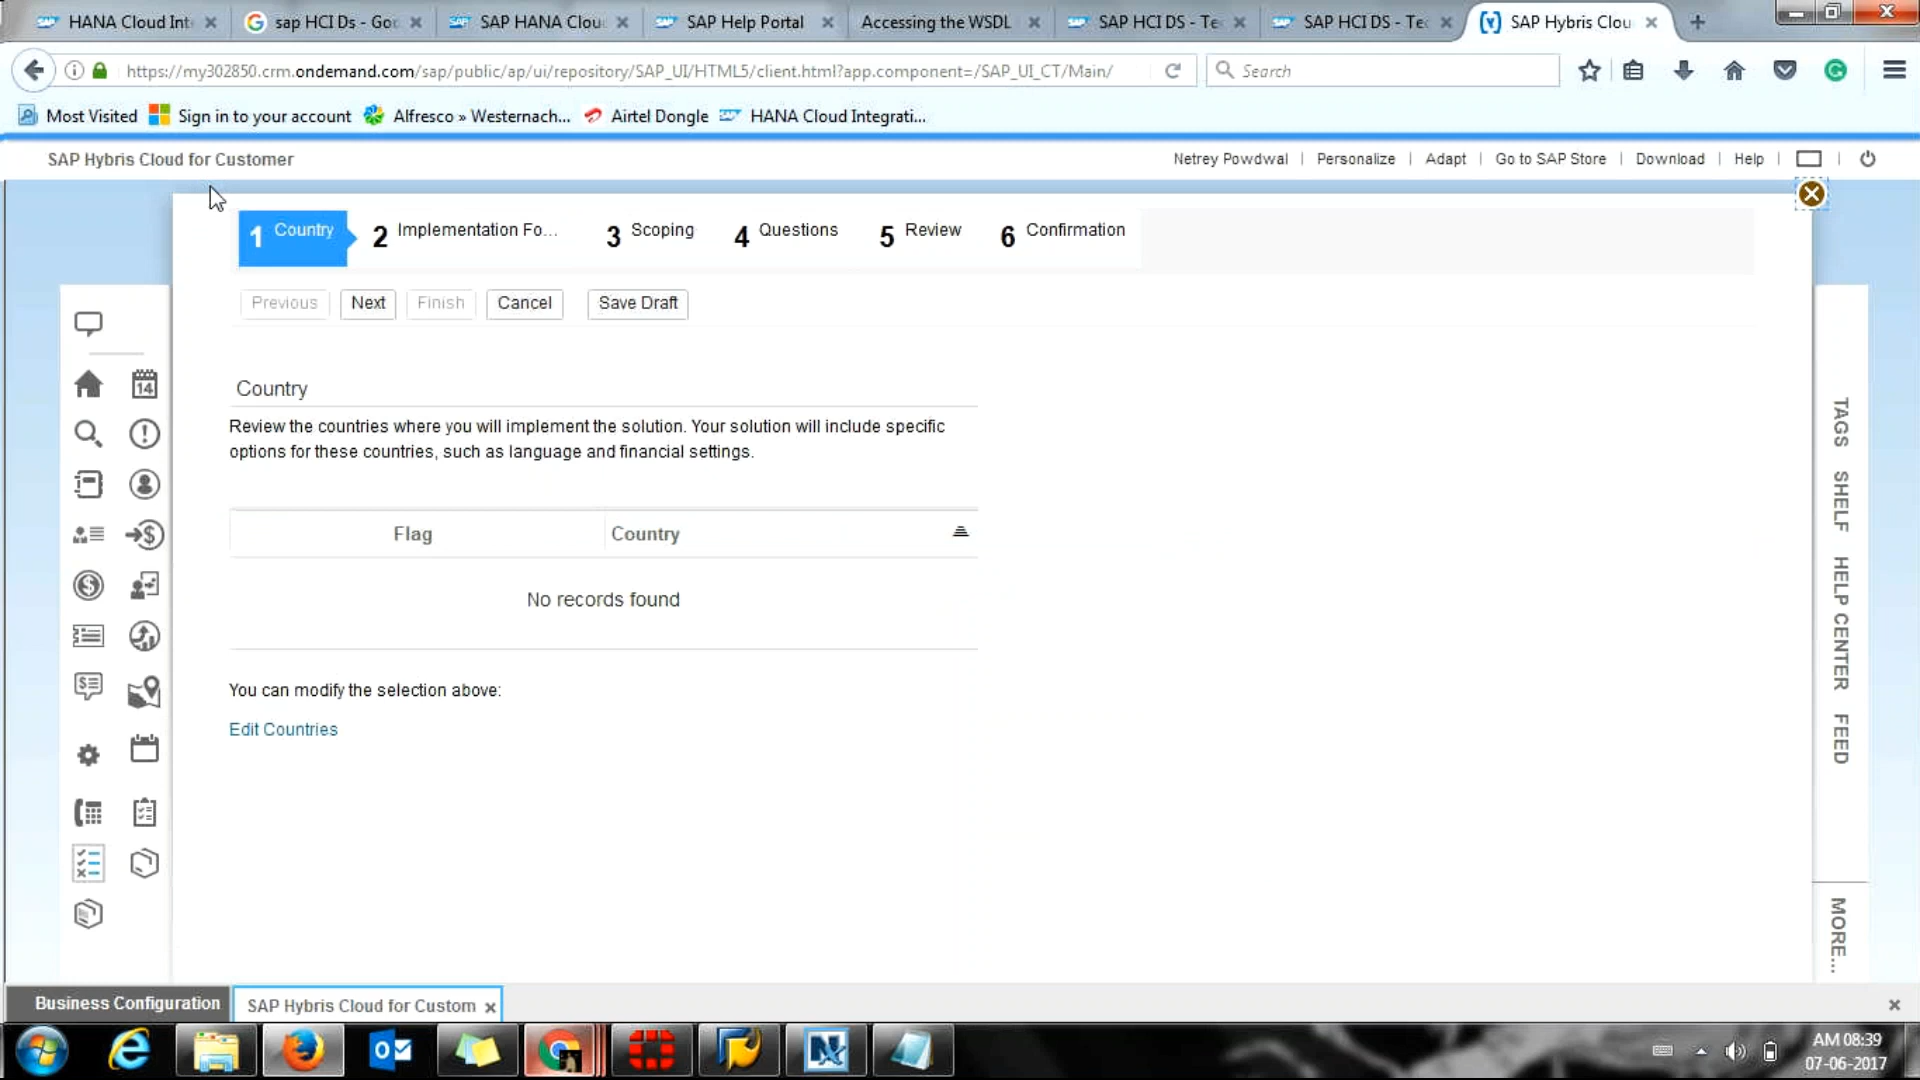 HANA Cloud Int
sap HCI Ds - Go
SAP HANA Clou
SAP Help Portal
Accessing the WSDL
SAP HCI DS - Te
SAP HCI DS - Te
SAP Hybris Clou
https://my302850.crm.ondemand.com/sap/public/ap/ui/repository/SAP_UI/HTML5/client.html?app.component=/SAP_UI_CT/Main/
Search
Most Visited
Sign in to your account
Alfresco » Westernach...
Airtel Dongle
HANA Cloud Integrati...
SAP Hybris Cloud for Customer
Netrey Powdwal | Personalize | Adapt | Go to SAP Store | Download | Help
1 Country
2 Implementation Fo...
3 Scoping
4 Questions
5 Review
6 Confirmation
Previous
Next
Finish
Cancel
Save Draft
14
Country
Review the countries where you will implement the solution. Your solution will include specific
options for these countries, such as language and financial settings.
Flag
Country
No records found
You can modify the selection above:
Edit Countries
TAGS
SHELF
HELP CENTER
FEED
MORE...
Business Configuration
SAP Hybris Cloud for Custom
AM 08:39
07-06-2017